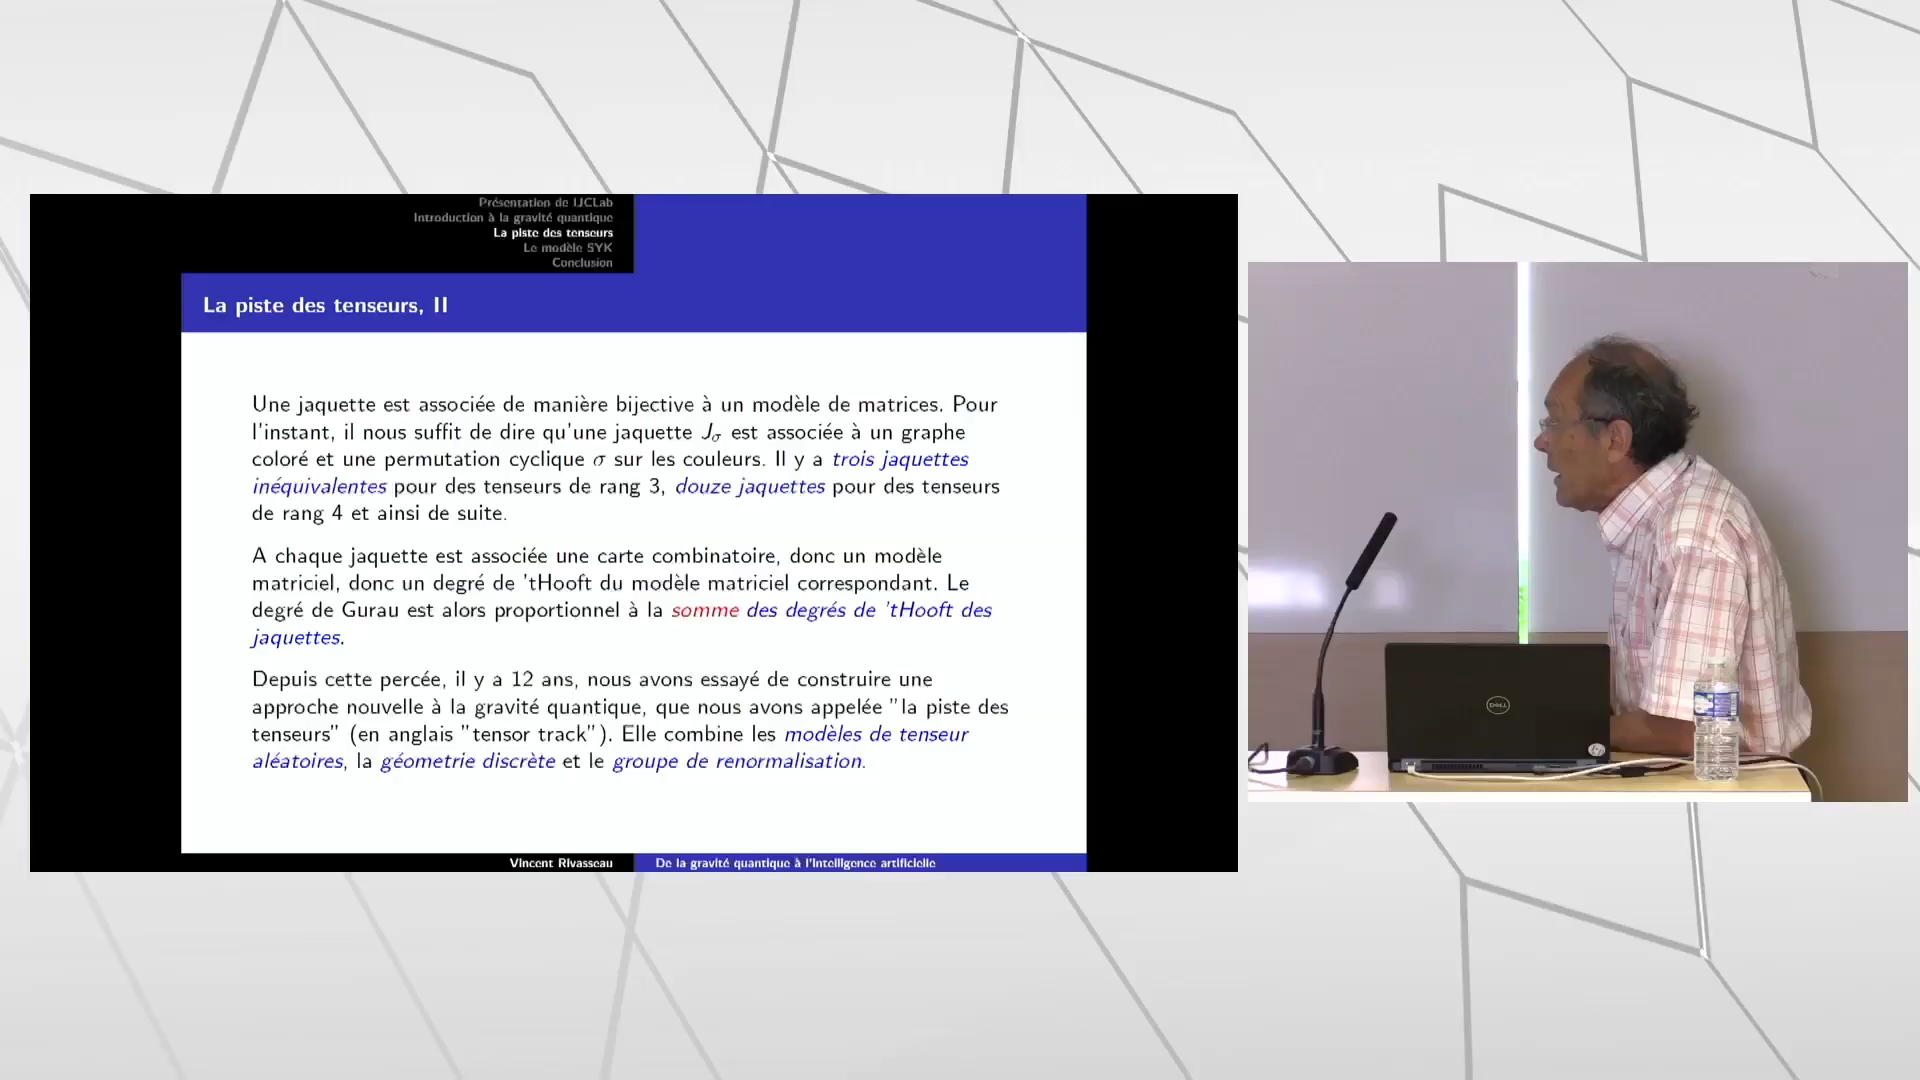 Présentation de IJCLab
Introduction à la gravité quantique
La piste des tenseurs
Le modèle SYK
Conclusion
La piste des tenseurs, II
Une jaquette est associée de manière bijective à un modèle de matrices. Pour
l'instant, il nous suffit de dire qu'une jaquette Jσ est associée à un graphe
coloré et une permutation cyclique σ sur les couleurs. Il y a trois jaquettes
inéquivalentes pour des tenseurs de rang 3, douze jaquettes pour des tenseurs
de rang 4 et ainsi de suite.
A chaque jaquette est associée une carte combinatoire, donc un modèle
matriciel, donc un degré de 'tHooft du modèle matriciel correspondant. Le
degré de Gurau est alors proportionnel à la somme des degrés de 'tHooft des
jaquettes.
Depuis cette percée, il y a 12 ans, nous avons essayé de construire une
approche nouvelle à la gravité quantique, que nous avons appelée "la piste des
tenseurs" (en anglais "tensor track"). Elle combine les modèles de tenseur
aléatoires, la géometrie discrète et le groupe de renormalisation.
Vincent Rivasseau
De la gravité quantique à l'Intelligence artificielle
DELL